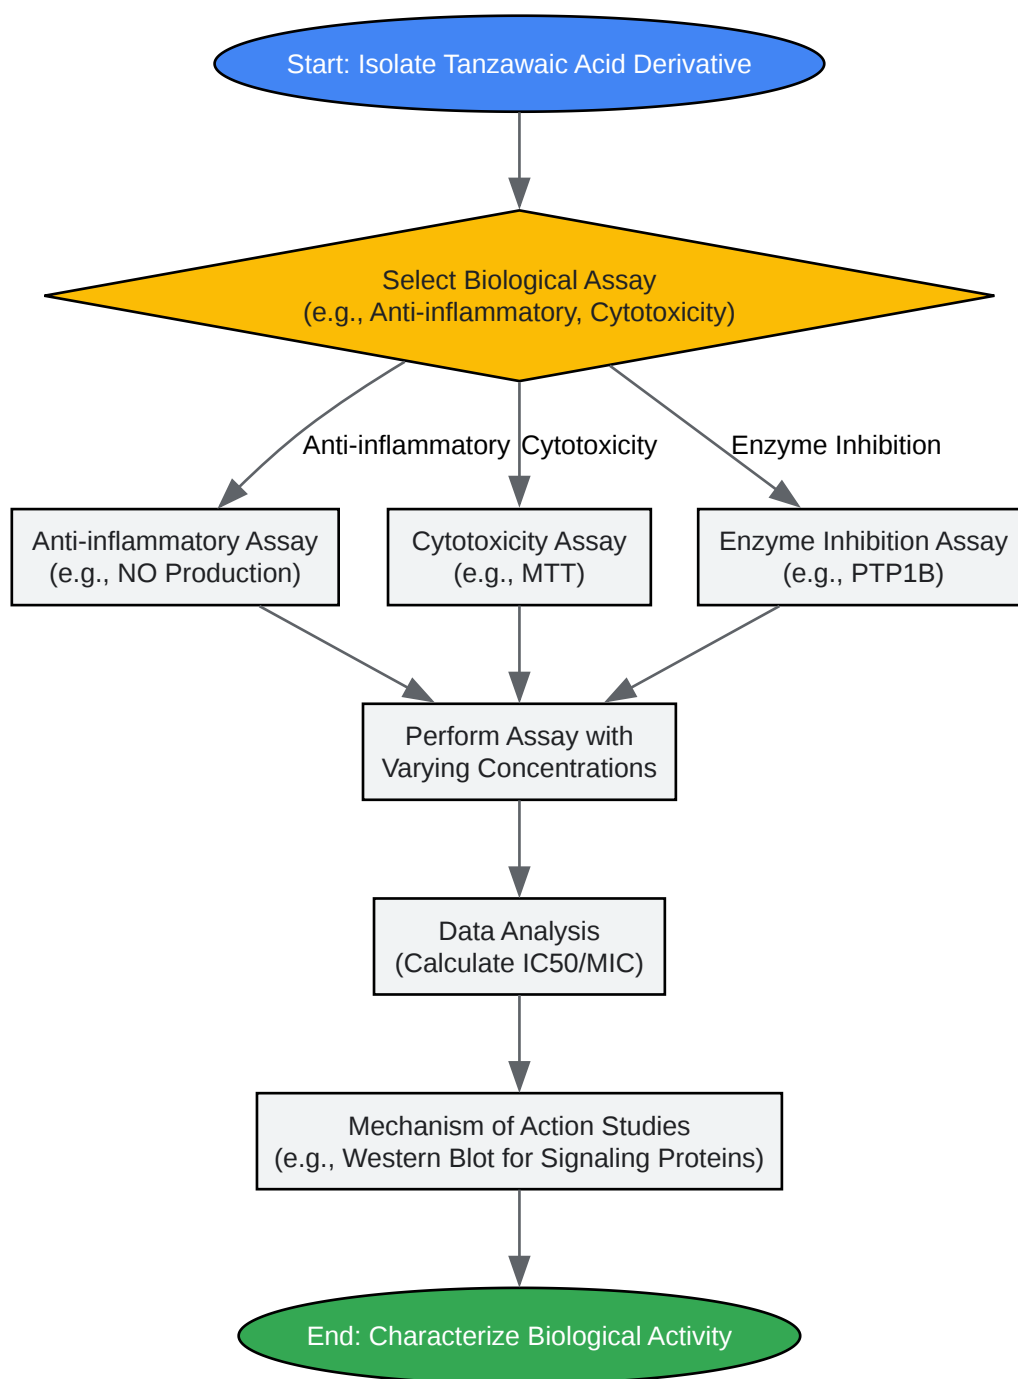 Start: Isolate Tanzawaic Acid Derivative
Select Biological Assay
(e.g., Anti-inflammatory, Cytotoxicity)
Anti-inflammatory
Cytotoxicity
Enzyme Inhibition
Anti-inflammatory Assay
(e.g., NO Production)
Cytotoxicity Assay
(e.g., MTT)
Enzyme Inhibition Assay
(e.g., PTP1B)
Perform Assay with
Varying Concentrations
Data Analysis
(Calculate IC50/MIC)
Mechanism of Action Studies
(e.g., Western Blot for Signaling Proteins)
End: Characterize Biological Activity